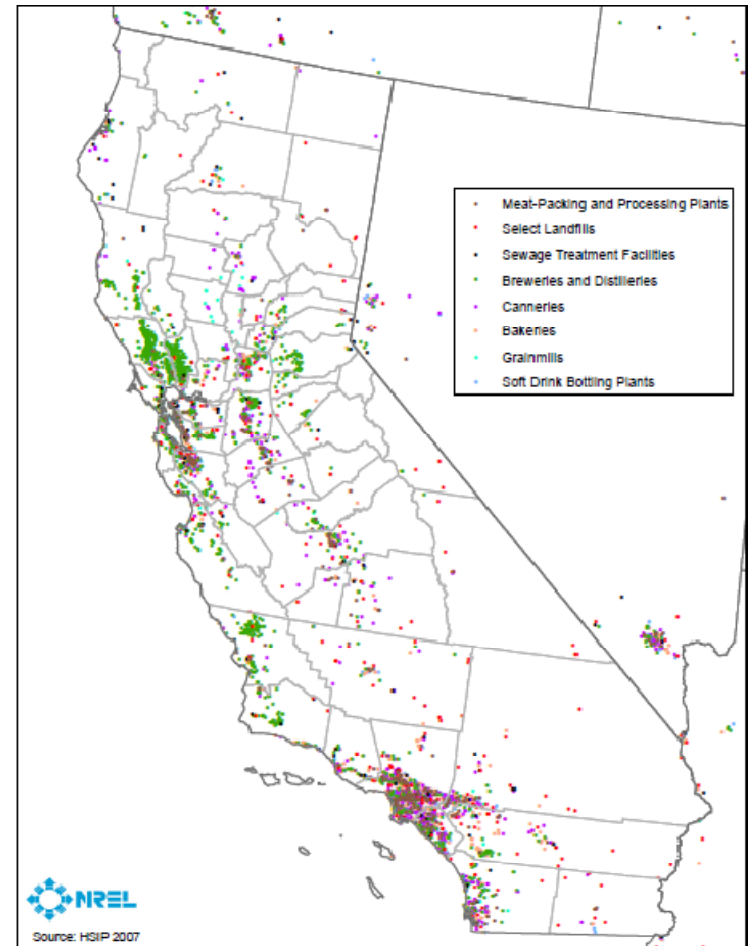 Meat-Packing and Processing Plants
Select Landfills
Sewage Treatment Facilities
Breweries and Distilleries
Canneries
Bakeries
Grainmills
Soft Drink Bottling Plants
NREL
Source: HSIP 2007